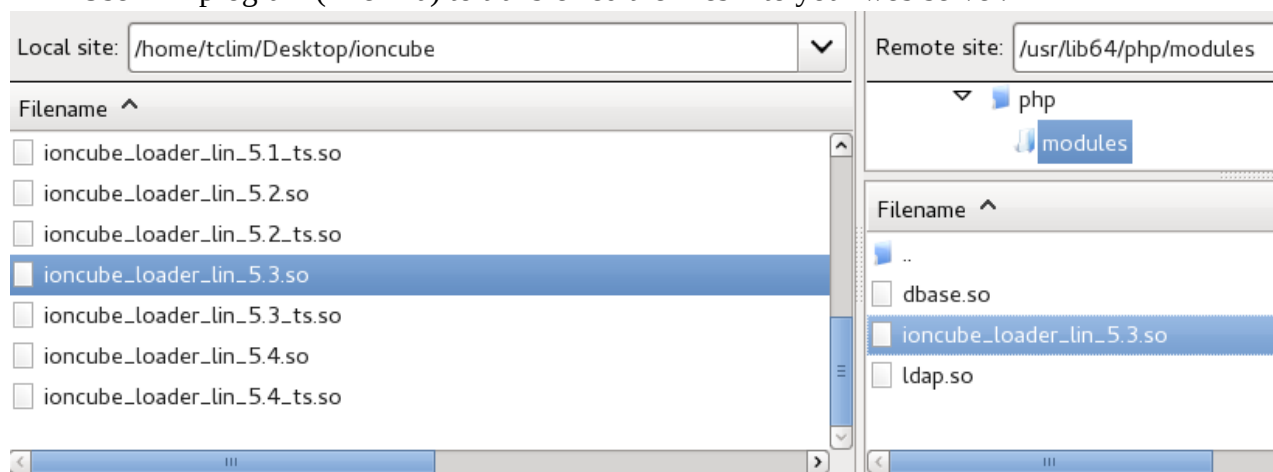 Local site: /home/tclim/Desktop/ioncube
Filename
ioncube_loader_lin_5.1_ts.so
ioncube_loader_lin_5.2.so
ioncube_loader_lin_5.2_ts.so
ioncube_loader_lin_5.3.so
ioncube_loader_lin_5.3_ts.so
ioncube_loader_lin_5.4.so
ioncube_loader_lin_5.4_ts.so
Remote site: /usr/lib64/php/modules
php
modules
Filename
..
dbase.so
ioncube_loader_lin_5.3.so
ldap.so